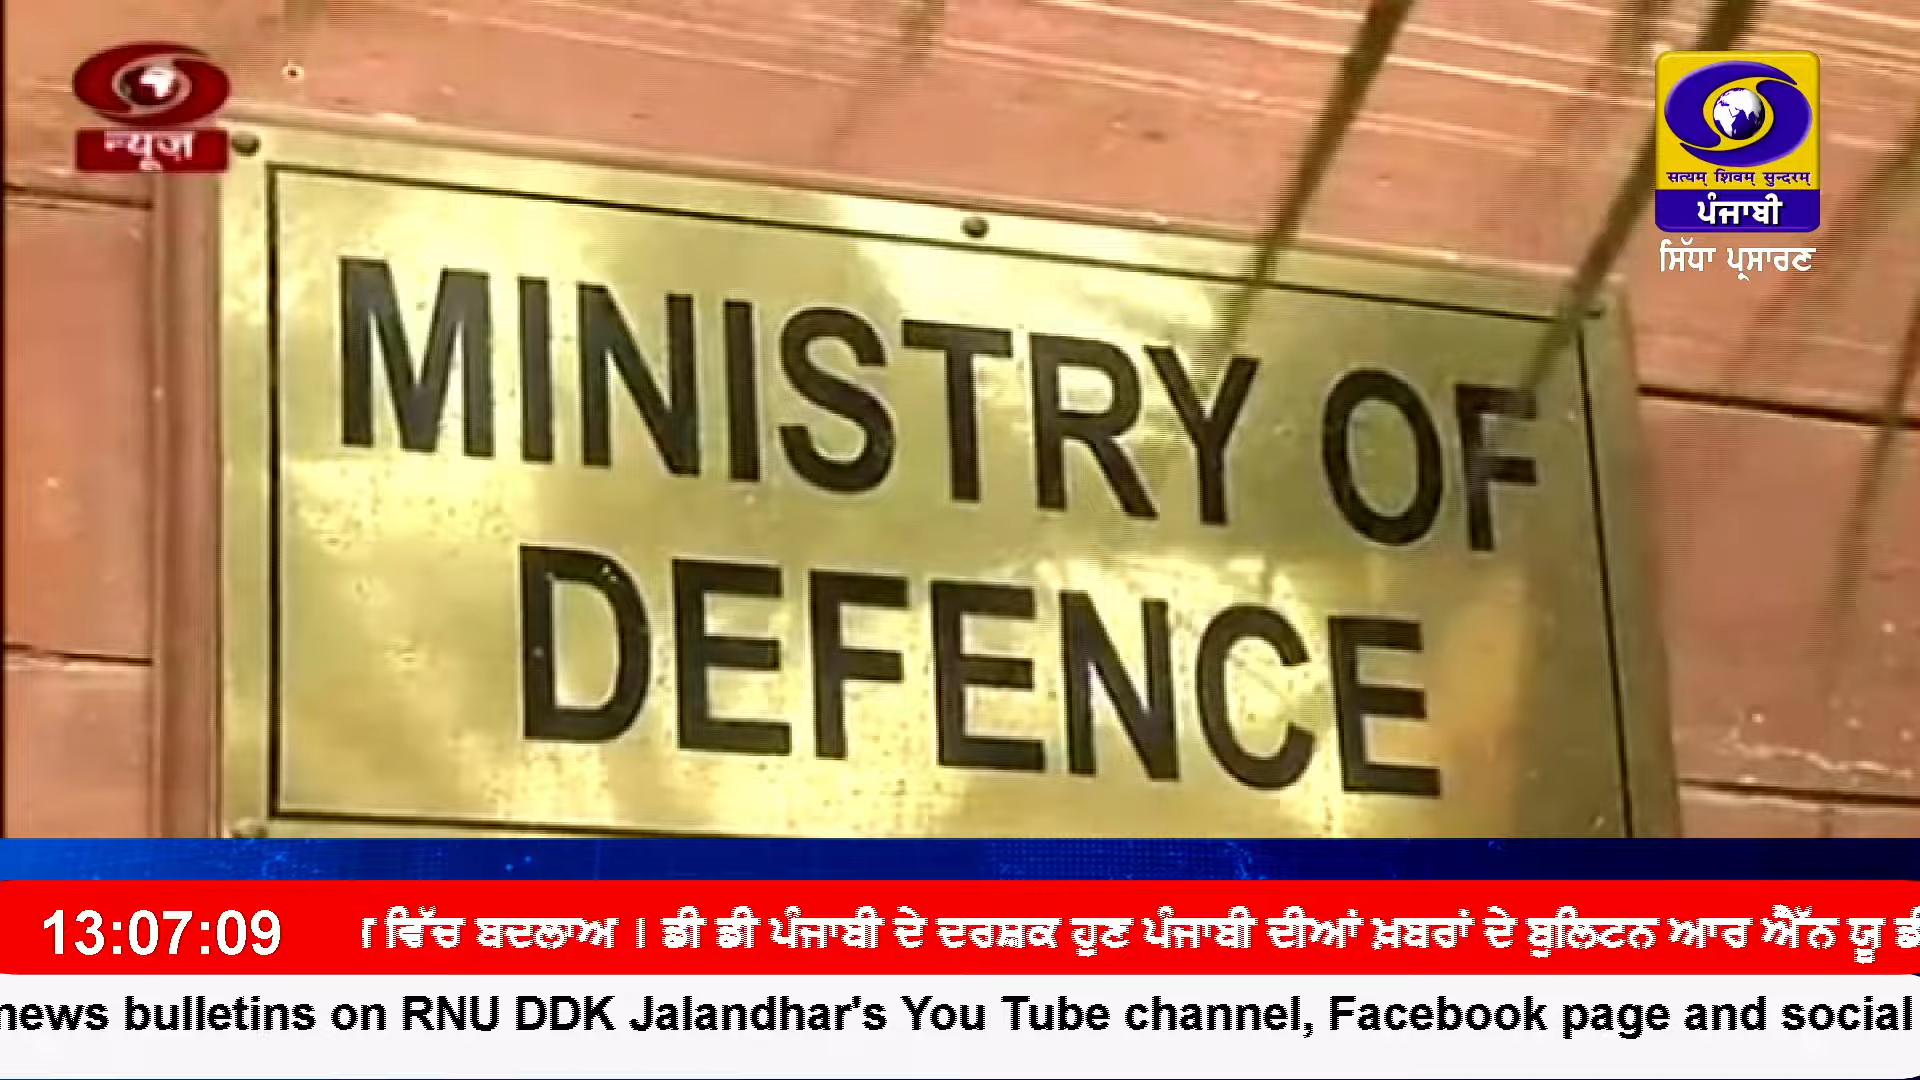 न्यूज़
सत्यम् शिवम् सुन्दरम्
ਪੰਜਾਬੀ
ਸਿੱਧਾ ਪ੍ਰਸਾਰਣ
MINISTRY OF
DEFENCE
13:07:09
ਵਿੱਚ ਬਦਲਾਅ । ਡੀ ਡੀ ਪੰਜਾਬੀ ਦੇ ਦਰਸ਼ਕ ਹੁਣ ਪੰਜਾਬੀ ਦੀਆਂ ਖ਼ਬਰਾਂ ਦੇ ਬੁਲਿਟਨ ਆਰ ਐੱਨ ਯੂ
news bulletins on RNU DDK Jalandhar's You Tube channel, Facebook page and social